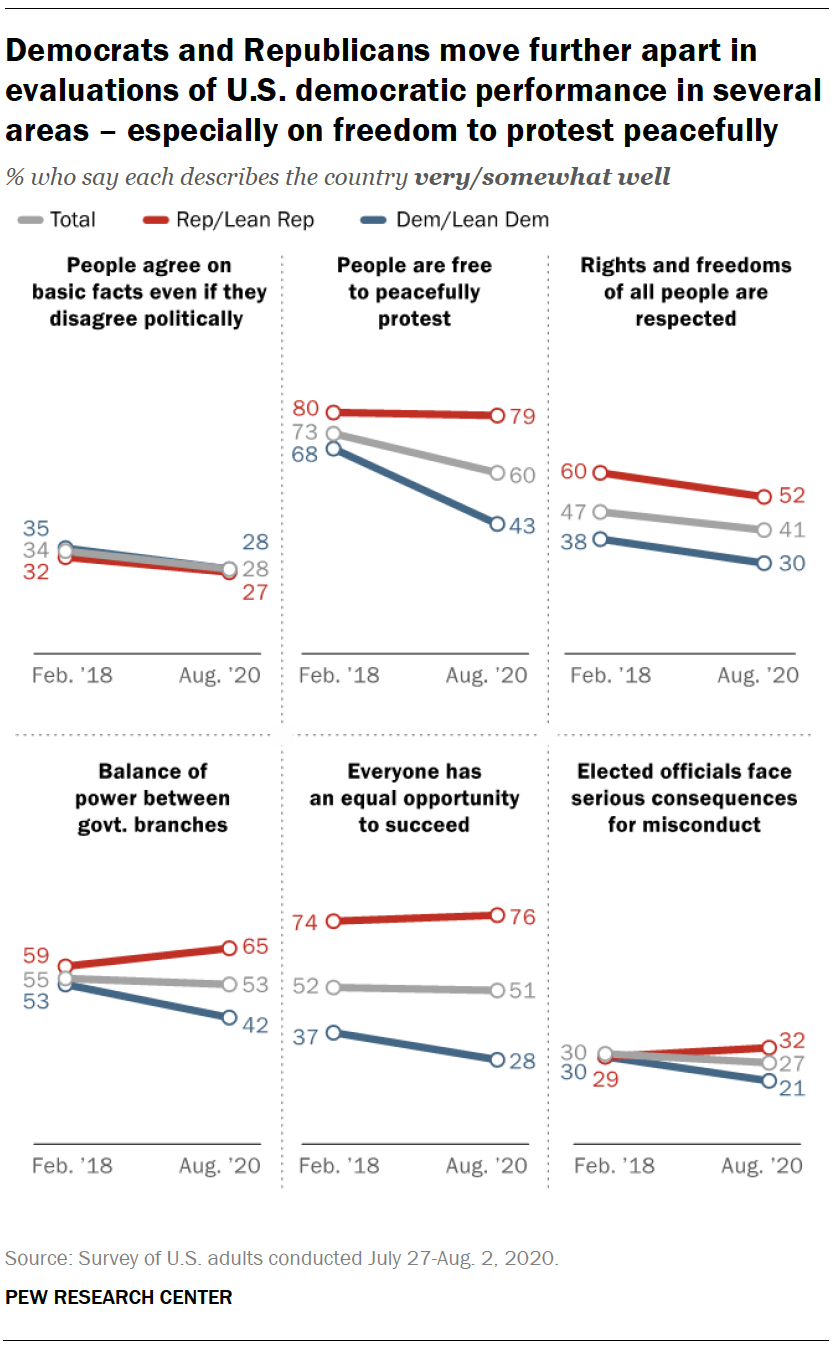 Democrats and Republicans move further apart in
evaluations of U.S. democratic performance in several
areas – especially on freedom to protest peacefully
% who say each describes the country very/somewhat well
Total Rep/Lean Rep Dem/Lean Dem
People agree on
basic facts even if they
disagree politically
35
34
32
28
28
27
Feb. ’18 Aug. ’20
People are free
to peacefully
protest
80
73
68
79
60
43
Feb. ’18 Aug. ’20
Rights and freedoms
of all people are
respected
60
47
38
52
41
30
Feb. ’18 Aug. ’20
Balance of
power between
govt. branches
59
55
53
65
53
42
Feb. ’18 Aug. ’20
Everyone has
an equal opportunity
to succeed
74
52
37
76
51
28
Feb. ’18 Aug. ’20
Elected officials face
serious consequences
for misconduct
30
30
29
32
27
21
Feb. ’18 Aug. ’20
Source: Survey of U.S. adults conducted July 27-Aug. 2, 2020.
PEW RESEARCH CENTER